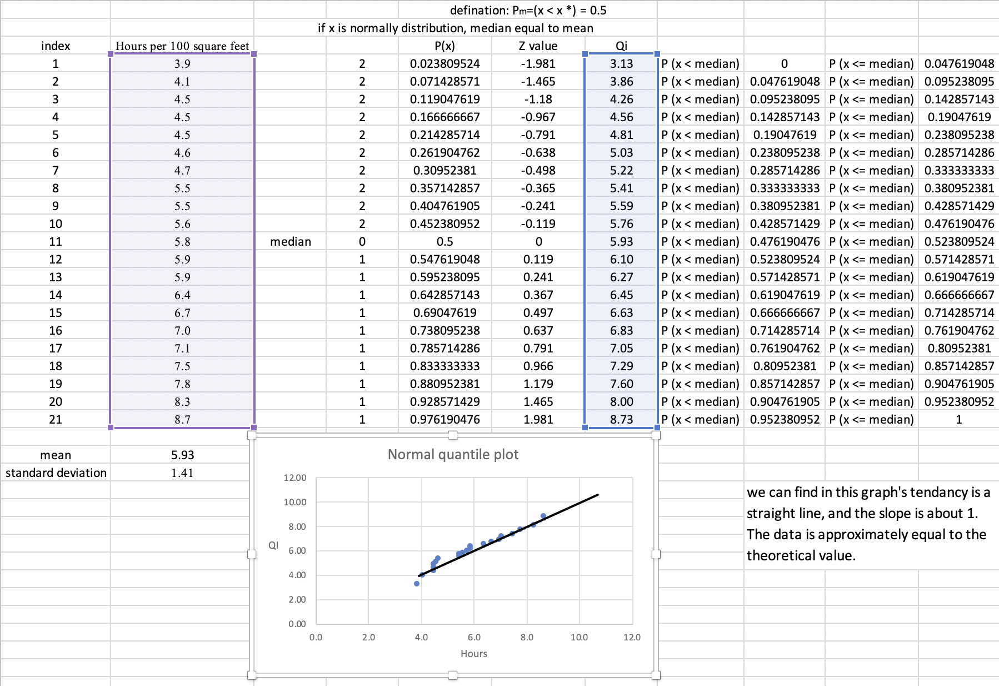 defination: Pm=(x < x *) = 0.5
if x is normally distribution, median equal to mean
index Hours per 100 square feet P(x) Z value Qi
1 3.9 2 0.023809524 -1.981 3.13 P (x < median) 0 P (x <= median) 0.047619048
2 4.1 2 0.071428571 -1.465 3.86 P (x < median) 0.047619048 P (x <= median) 0.095238095
3 4.5 2 0.119047619 -1.18 4.26 P (x < median) 0.095238095 P (x <= median) 0.142857143
4 4.5 2 0.166666667 -0.967 4.56 P (x < median) 0.142857143 P (x <= median) 0.19047619
5 4.5 2 0.214285714 -0.791 4.81 P (x < median) 0.19047619 P (x <= median) 0.238095238
6 4.6 2 0.261904762 -0.638 5.03 P (x < median) 0.238095238 P (x <= median) 0.285714286
7 4.7 2 0.30952381 -0.498 5.22 P (x < median) 0.285714286 P (x <= median) 0.333333333
8 5.5 2 0.357142857 -0.365 5.41 P (x < median) 0.333333333 P (x <= median) 0.380952381
9 5.5 2 0.404761905 -0.241 5.59 P (x < median) 0.380952381 P (x <= median) 0.428571429
10 5.6 2 0.452380952 -0.119 5.76 P (x < median) 0.428571429 P (x <= median) 0.476190476
11 5.8 median 0 0.5 0 5.93 P (x < median) 0.476190476 P (x <= median) 0.523809524
12 5.9 1 0.547619048 0.119 6.10 P (x < median) 0.523809524 P (x <= median) 0.571428571
13 5.9 1 0.595238095 0.241 6.27 P (x < median) 0.571428571 P (x <= median) 0.619047619
14 6.4 1 0.642857143 0.367 6.45 P (x < median) 0.619047619 P (x <= median) 0.666666667
15 6.7 1 0.69047619 0.497 6.63 P (x < median) 0.666666667 P (x <= median) 0.714285714
16 7.0 1 0.738095238 0.637 6.83 P (x < median) 0.714285714 P (x <= median) 0.761904762
17 7.1 1 0.785714286 0.791 7.05 P (x < median) 0.761904762 P (x <= median) 0.80952381
18 7.5 1 0.833333333 0.966 7.29 P (x < median) 0.80952381 P (x <= median) 0.857142857
19 7.8 1 0.880952381 1.179 7.60 P (x < median) 0.857142857 P (x <= median) 0.904761905
20 8.3 1 0.928571429 1.465 8.00 P (x < median) 0.904761905 P (x <= median) 0.952380952
21 8.7 1 0.976190476 1.981 8.73 P (x < median) 0.952380952 P (x <= median) 1
mean 5.93
standard deviation 1.41
Normal quantile plot
12.00
10.00
8.00
QI
6.00
4.00
2.00
0.00
0.0 2.0 4.0 6.0 8.0 10.0 12.0
Hours
we can find in this graph's tendancy is a
straight line, and the slope is about 1.
The data is approximately equal to the
theoretical value.